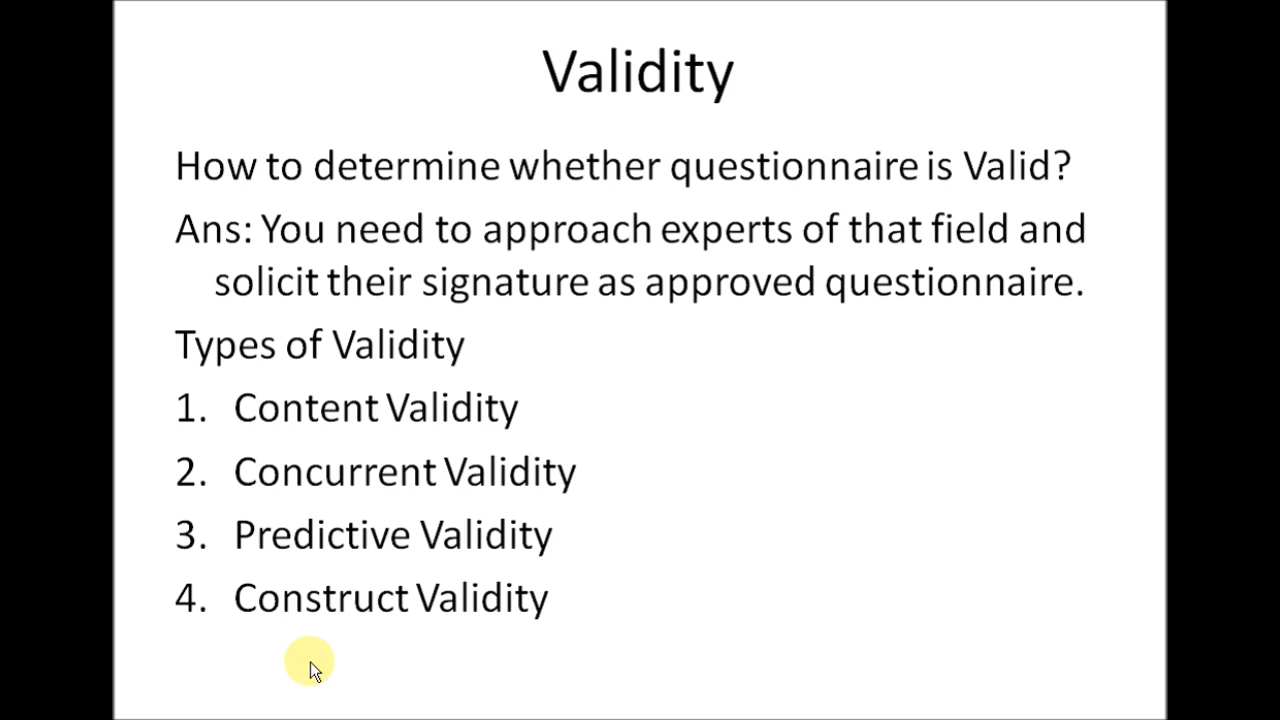 Validity
How to determine whether questionnaire is Valid?
Ans: You need to approach experts of that field and
solicit their signature as approved questionnaire.
Types of Validity
1. Content Validity
2. Concurrent Validity
3. Predictive Validity
4. Construct Validity